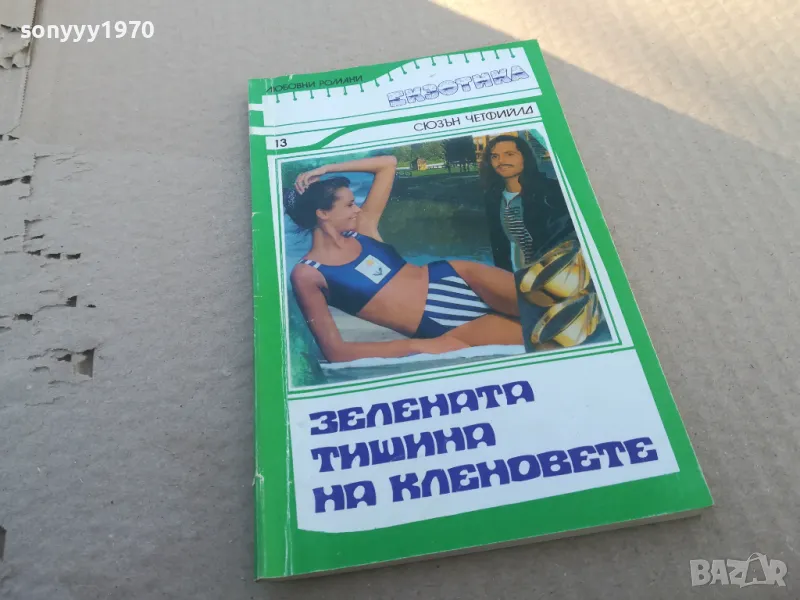 sonyyy1970
ЛЮБОВНИ РОМАНИ
ЕКЗОТИКА
13
СЮЗЪН ЧЕТФИЙЛД
ЗЕЛЕНАТА
ТИШИНА
НА КЛЕНОВЕТЕ
BAZAR